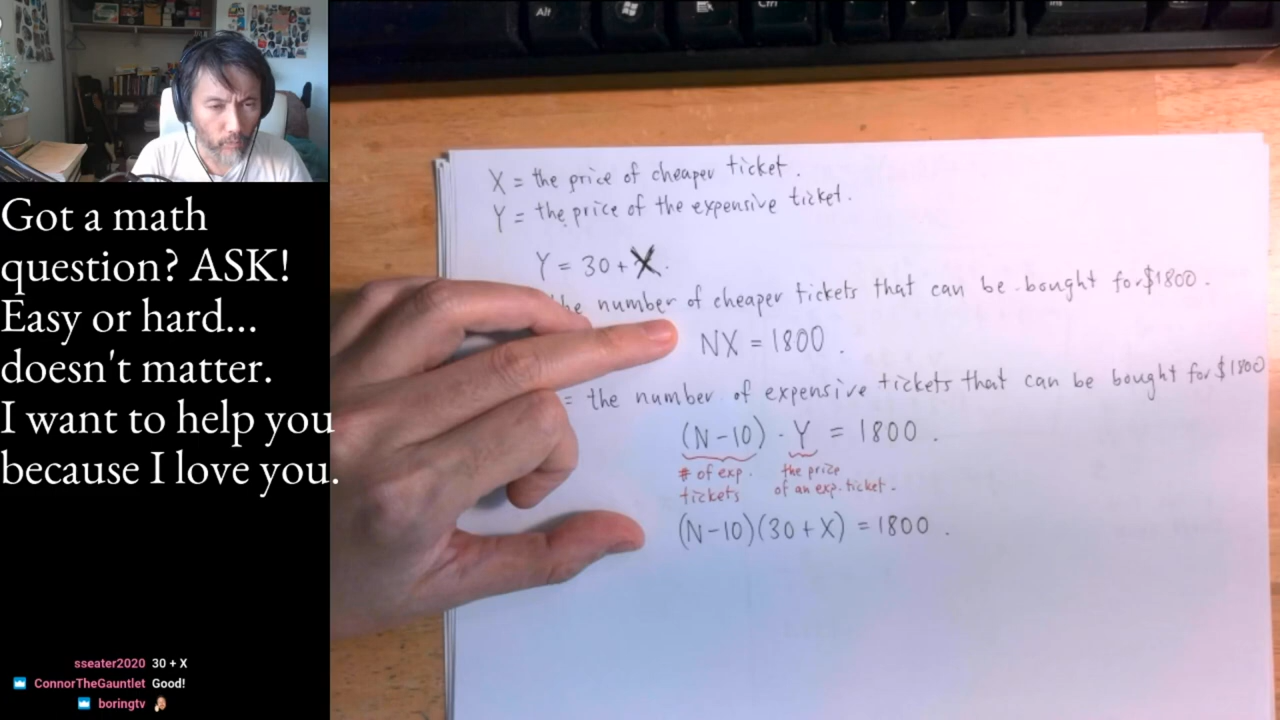 Alt
Ctrl
Got a math
question? ASK!
Easy or hard...
doesn't matter.
I want to help you
because I love you.
sseater2020 30 + X
ConnorTheGauntlet Good!
boringtv
X = the price of cheaper ticket.
Y = the price of the expensive ticket.
Y = 30 + X.
the number of cheaper tickets that can be bought for $1800.
NX = 1800.
= the number of expensive tickets that can be bought for $1800
(N-10) · Y = 1800.
# of exp. tickets
the price of an exp. ticket.
(N-10)(30+X) = 1800.